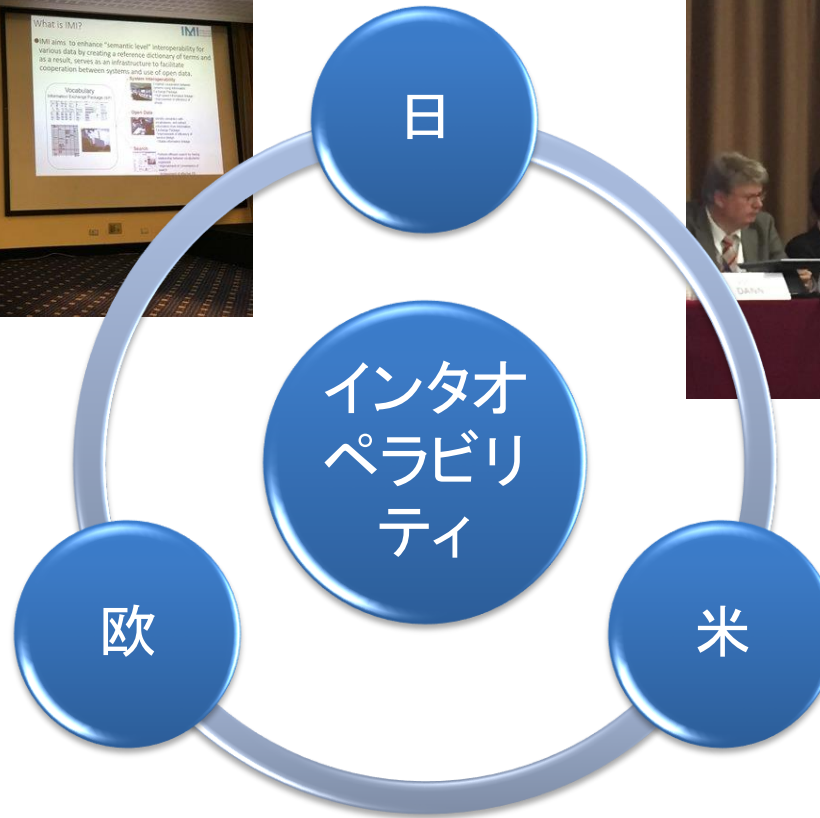 What is IMI?
IMI
●IMI aims to enhance "semantic level" interoperability for
various data by creating a reference dictionary of terms and
as a result, serves as an infrastructure to facilitate
cooperation between systems and use of open data.
Vocabulary
System Interoperability
Open Data
Search
日
DANN
インタオ
ペラビリ
ティ
欧
米